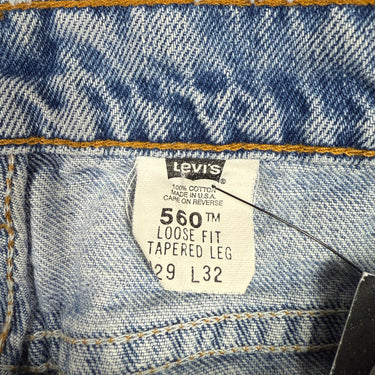 Levi's®
100% COTTON
MADE IN U.S.A.
CARE ON REVERSE
560™
LOOSE FIT
TAPERED LEG
29 L32